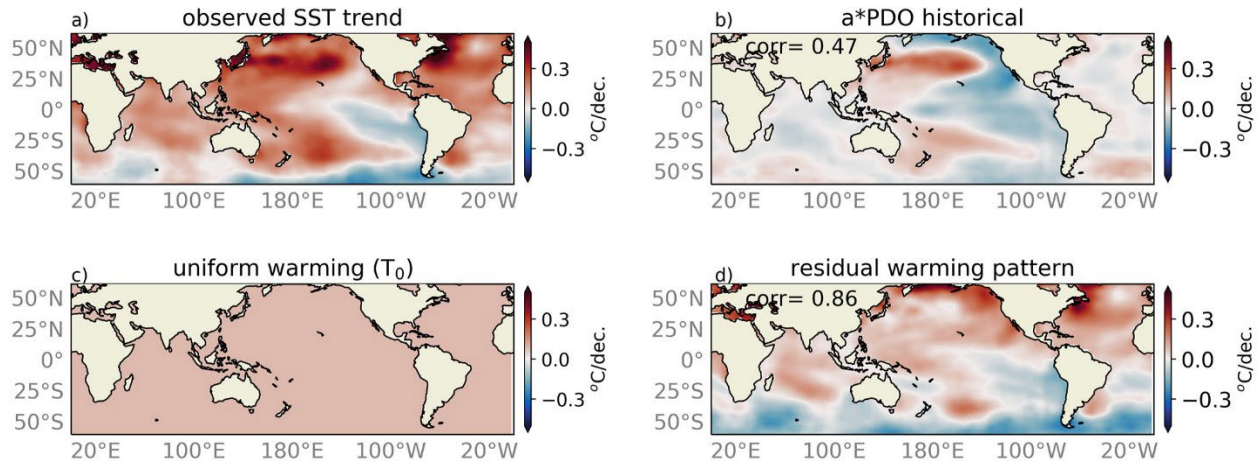 a) observed SST trend
50°N
25°N
0°
25°S
50°S
20°E 100°E 180°E 100°W 20°W
0.3
0.0
−0.3
°C/dec.
b) a*PDO historical
corr= 0.47
50°N
25°N
0°
25°S
50°S
20°E 100°E 180°E 100°W 20°W
0.3
0.0
−0.3
°C/dec.
c) uniform warming (T₀)
50°N
25°N
0°
25°S
50°S
20°E 100°E 180°E 100°W 20°W
0.3
0.0
−0.3
°C/dec.
d) residual warming pattern
corr= 0.86
50°N
25°N
0°
25°S
50°S
20°E 100°E 180°E 100°W 20°W
0.3
0.0
−0.3
°C/dec.